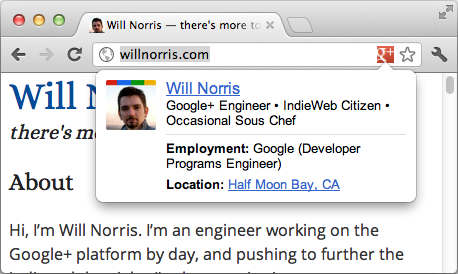 Will Norris — there's more to
willnorris.com
g+
Will N
there's mo
Will Norris
Google+ Engineer • IndieWeb Citizen •
Occasional Sous Chef
Employment: Google (Developer
Programs Engineer)
Location: Half Moon Bay, CA
About
Hi, I'm Will Norris. I'm an engineer working on the
Google+ platform by day, and pushing to further the